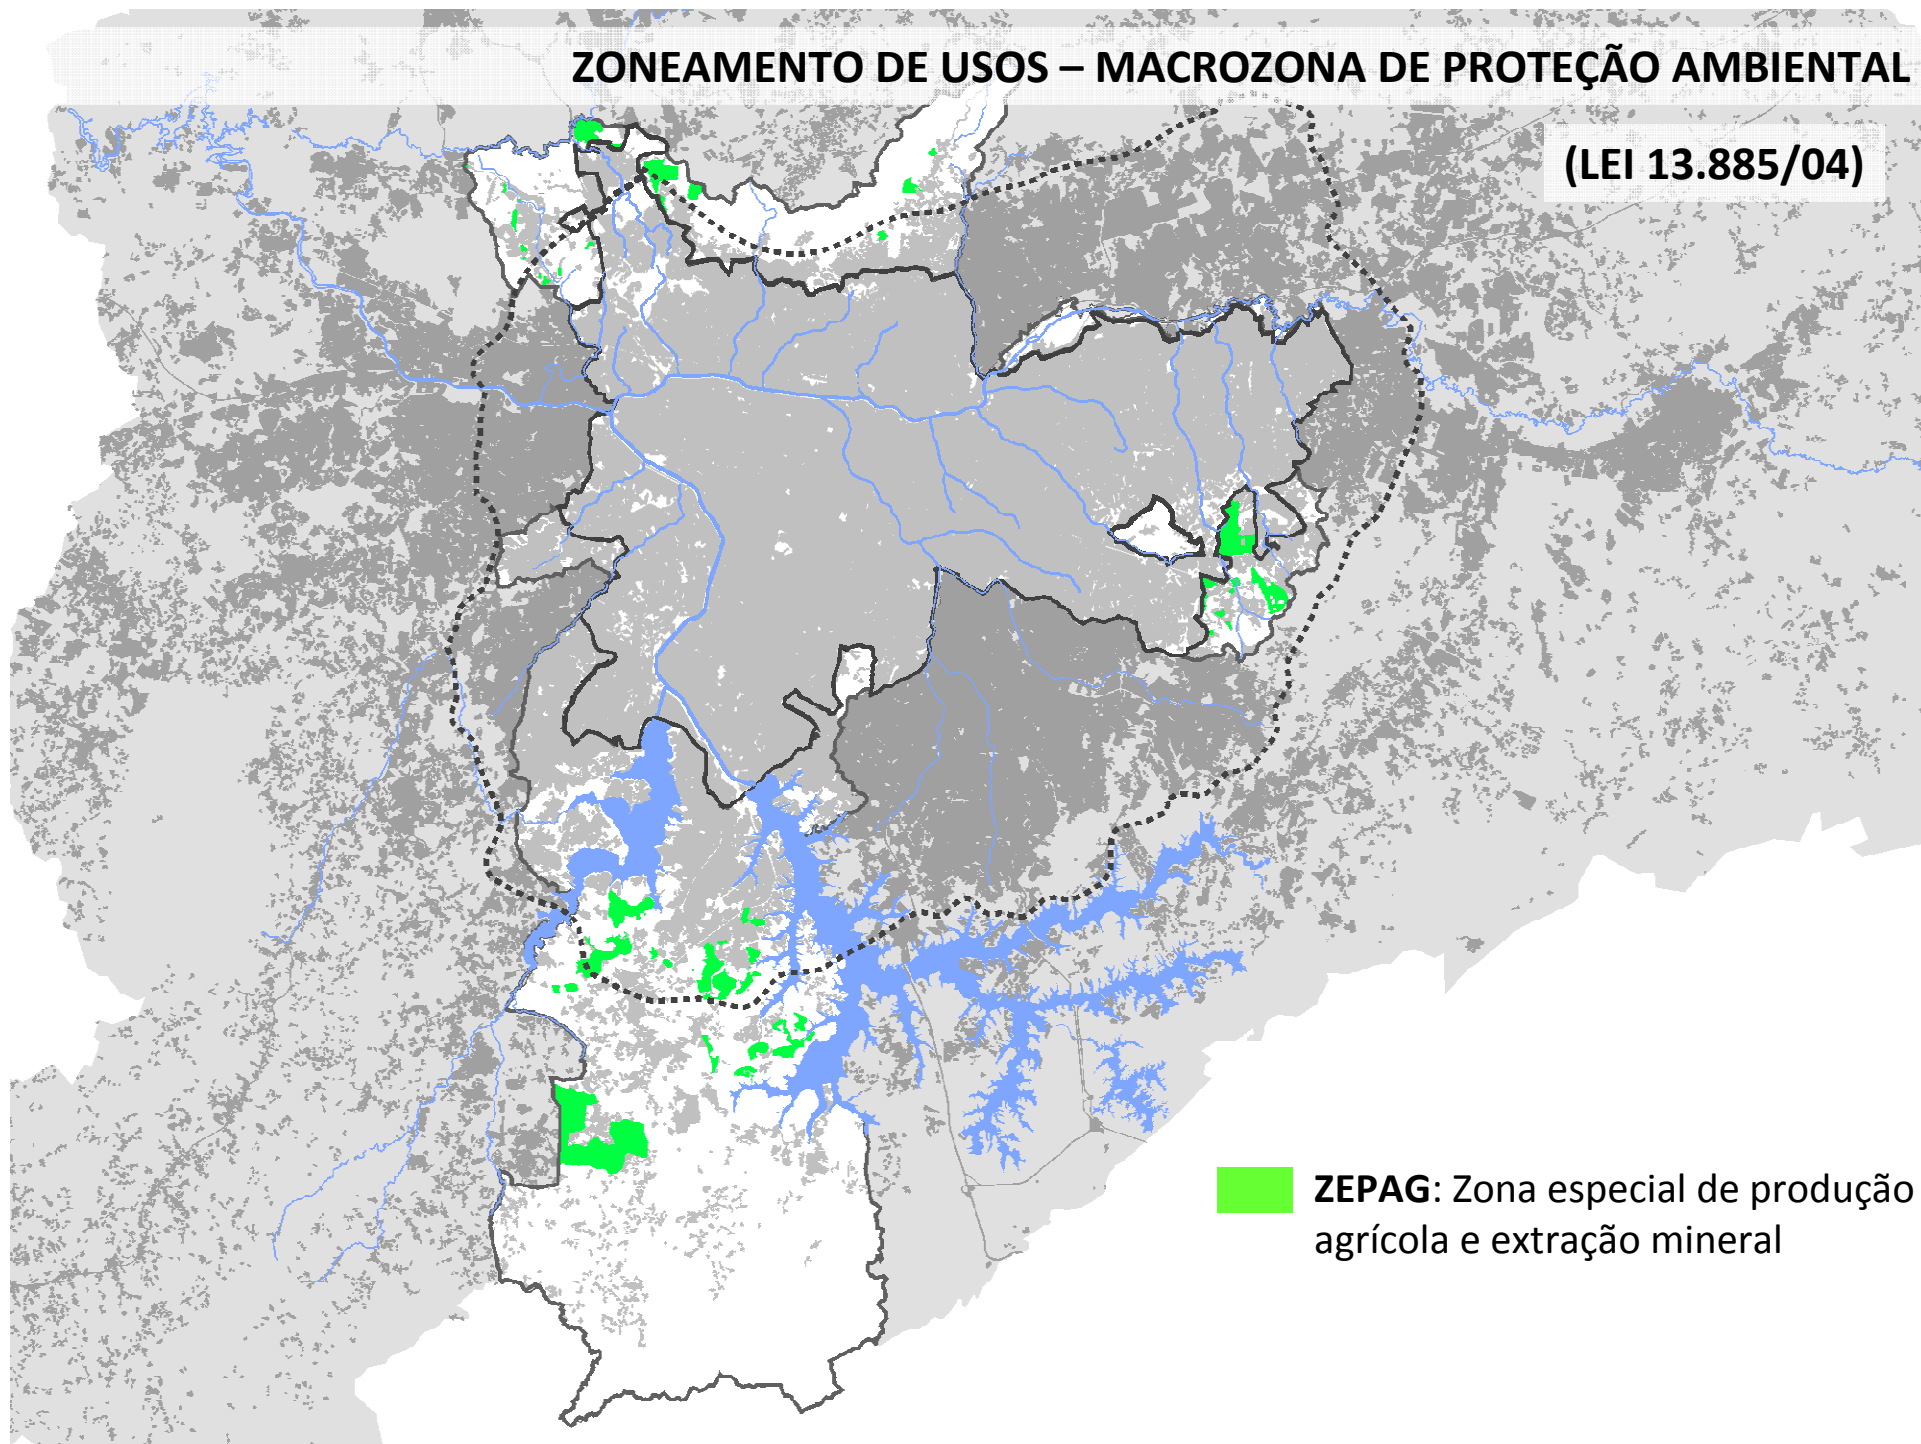 ZONEAMENTO DE USOS – MACROZONA DE PROTEÇÃO AMBIENTAL
(LEI 13.885/04)
ZEPAG: Zona especial de produção
agrícola e extração mineral